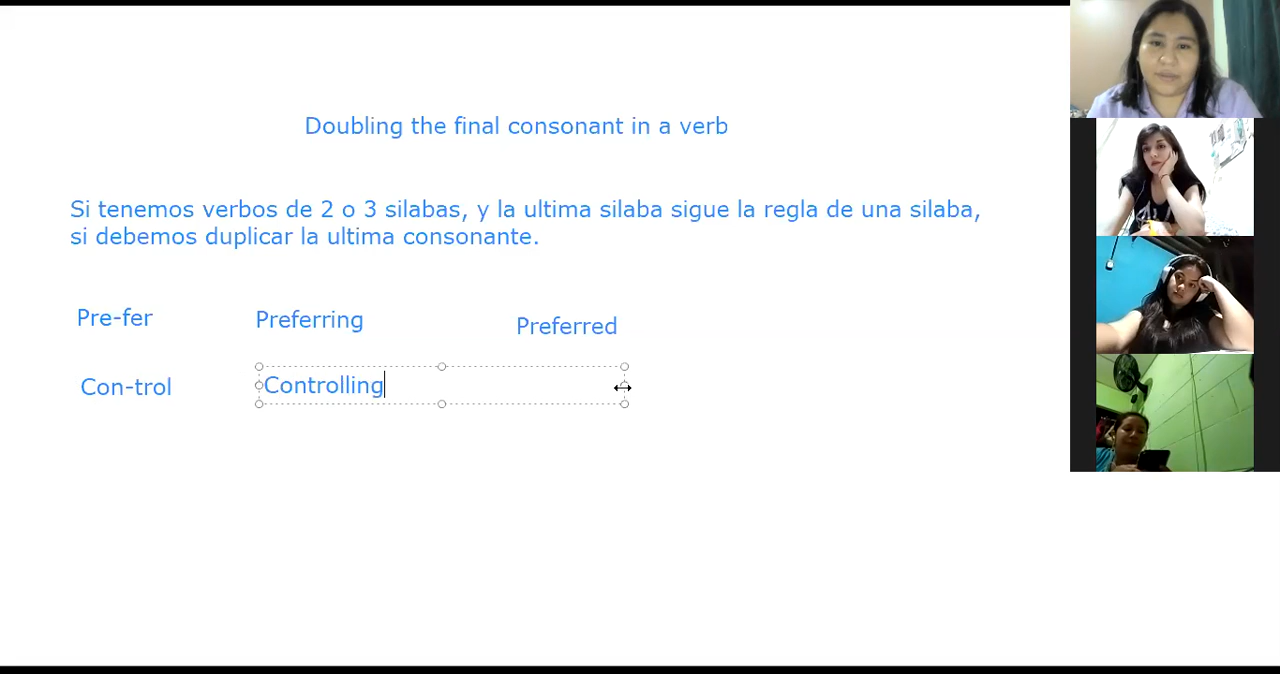 Doubling the final consonant in a verb
Si tenemos verbos de 2 o 3 silabas, y la ultima silaba sigue la regla de una silaba,
si debemos duplicar la ultima consonante.
Pre-fer Preferring Preferred
Con-trol Controlling